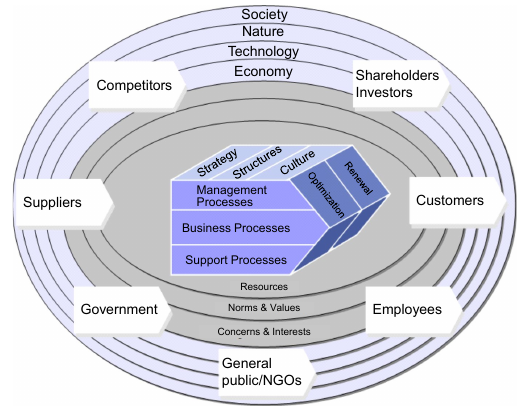 Society
Nature
Technology
Economy
Competitors
Shareholders
Investors
Strategy
Structures
Culture
Management
Processes
Optimization
Renewal
Suppliers
Customers
Business Processes
Support Processes
Resources
Government
Norms & Values
Employees
Concerns & Interests
General
public/NGOs